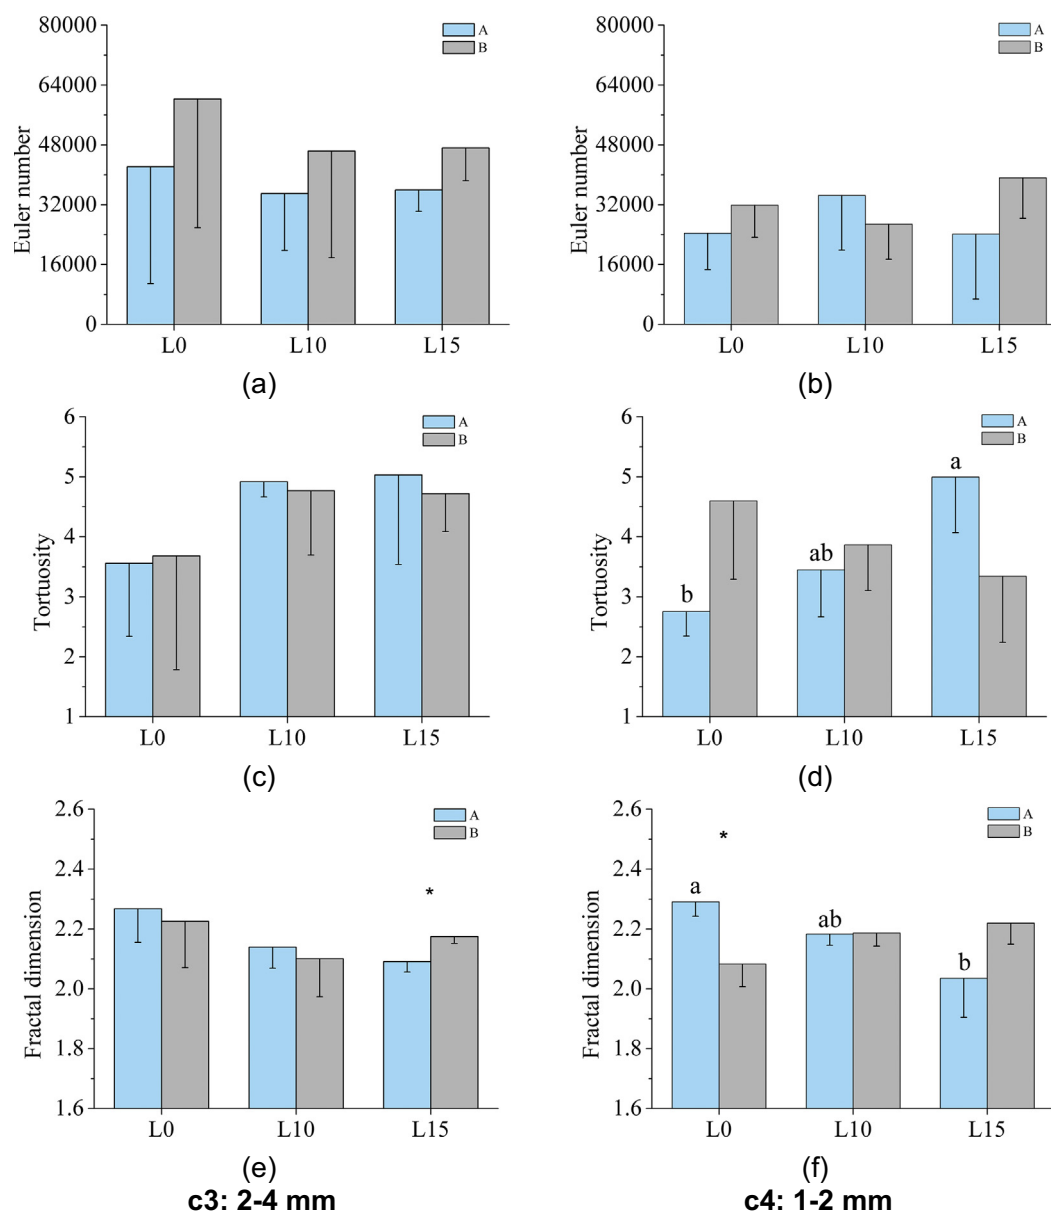 80000
64000
48000
32000
16000
0
Euler number
A
B
L0 L10 L15
(a)
80000
64000
48000
32000
16000
0
Euler number
A
B
L0 L10 L15
(b)
6
5
4
3
2
1
Tortuosity
A
B
L0 L10 L15
(c)
6
5
4
3
2
1
Tortuosity
A
B
b ab a
L0 L10 L15
(d)
2.6
2.4
2.2
2.0
1.8
1.6
Fractal dimension
A
B
*
L0 L10 L15
(e)
c3: 2-4 mm
2.6
2.4
2.2
2.0
1.8
1.6
Fractal dimension
A
B
*
a ab b
L0 L10 L15
(f)
c4: 1-2 mm